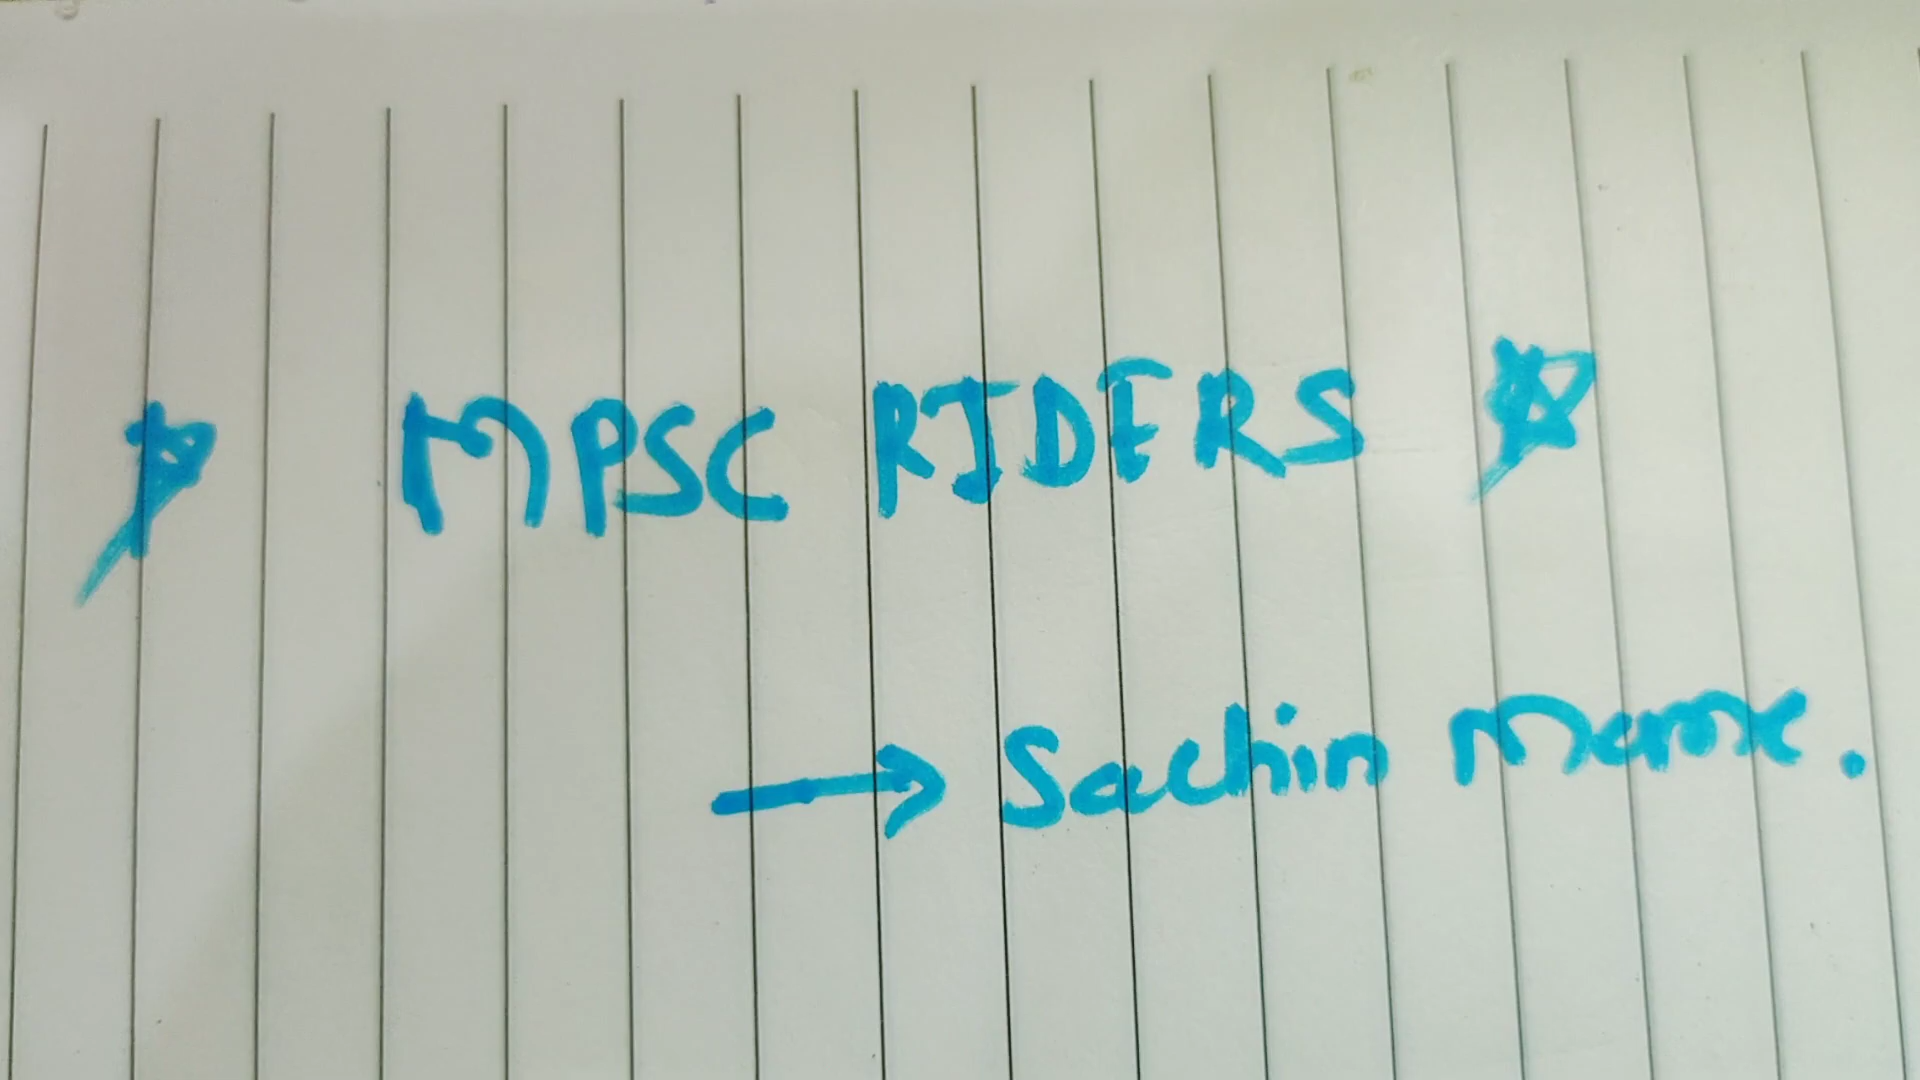 ☆ MPSC RIDERS ☆
→ Sachin